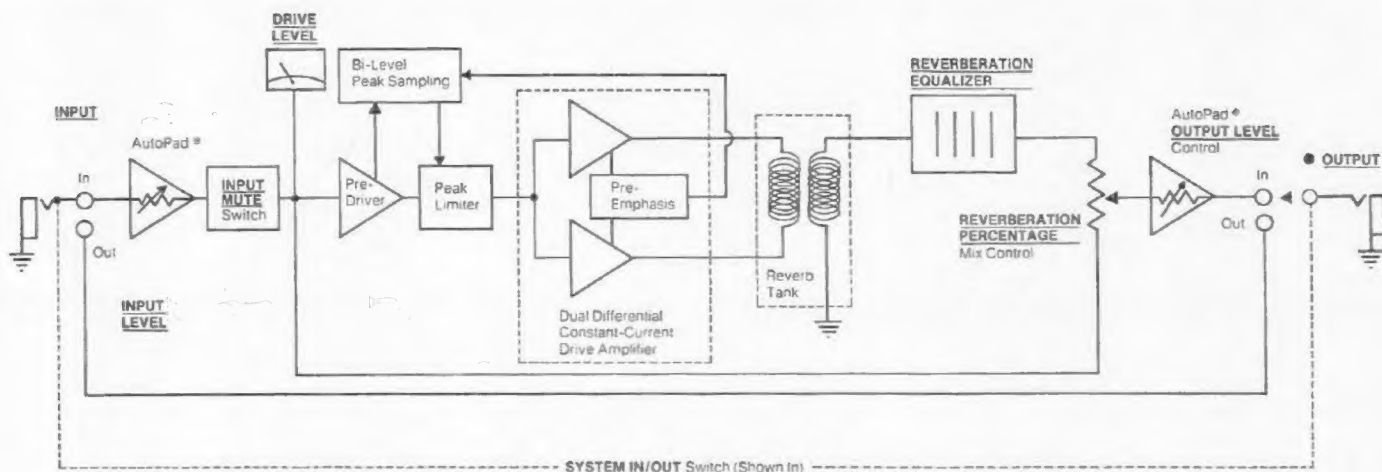 DRIVE
LEVEL
Bi-Level
Peak Sampling
REVERBERATION
EQUALIZER
INPUT
AutoPad ®
AutoPad ®
OUTPUT LEVEL
Control
OUTPUT
In
INPUT
MUTE
Switch
Pre-
Driver
Peak
Limiter
Pre-
Emphasis
In
Out
REVERBERATION
PERCENTAGE
Mix Control
Out
Reverb
Tank
INPUT
LEVEL
Dual Differential
Constant-Current
Drive Amplifier
SYSTEM IN/OUT Switch (Shown In)